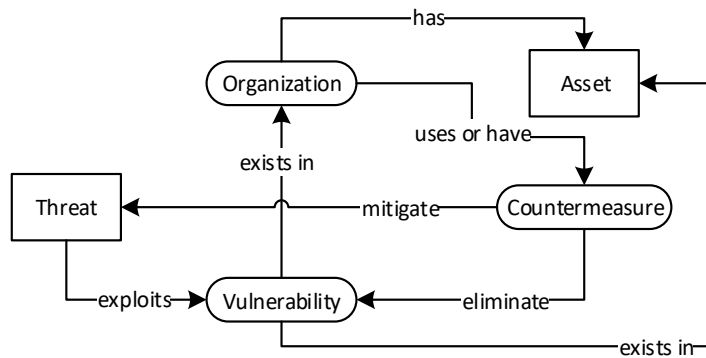 has
Organization
Asset
uses or have
exists in
Threat
mitigate
Countermeasure
exploits
Vulnerability
eliminate
exists in